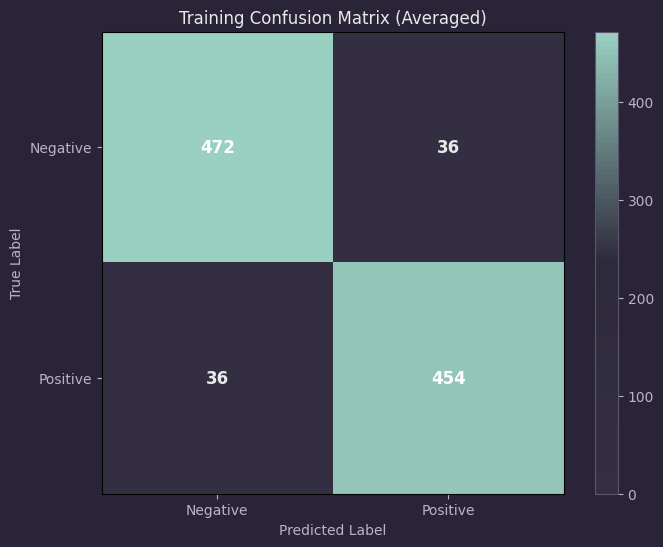 Training Confusion Matrix (Averaged)
True Label
Negative
472
36
Positive
36
454
Negative
Positive
Predicted Label
400
300
200
100
0